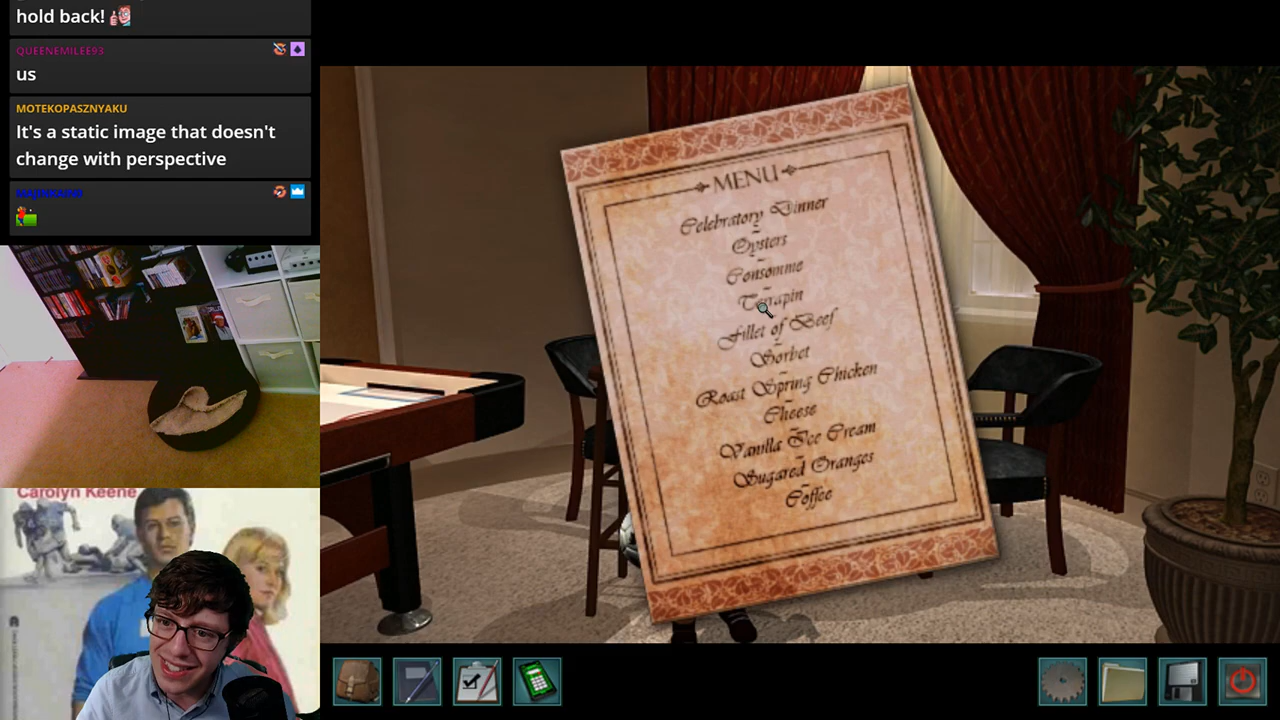 hold back!
QUEENEMILEE93
us
MOTEKOPASZNYAKU
It's a static image that doesn't
change with perspective
Carolyn Keene
MENU
Celebratory Dinner
~
Oysters
~
Consomme
~
Terrapin
~
Fillet of Beef
~
Sorbet
~
Roast Spring Chicken
~
Cheese
~
Vanilla Ice Cream
~
Sugared Oranges
~
Coffee